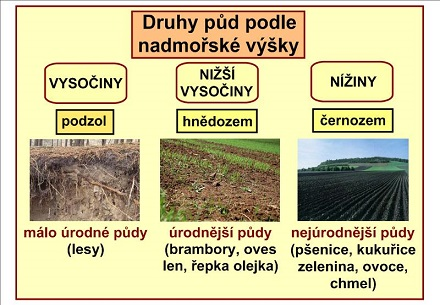 Druhy půd podle
nadmořské výšky
VYSOČINY
NIŽŠÍ
VYSOČINY
NÍŽINY
podzol
hnědozem
černozem
málo úrodné půdy
(lesy)
úrodnější půdy
(brambory, oves
len, řepka olejka)
nejúrodnější půdy
(pšenice, kukuřice
zelenina, ovoce,
chmel)